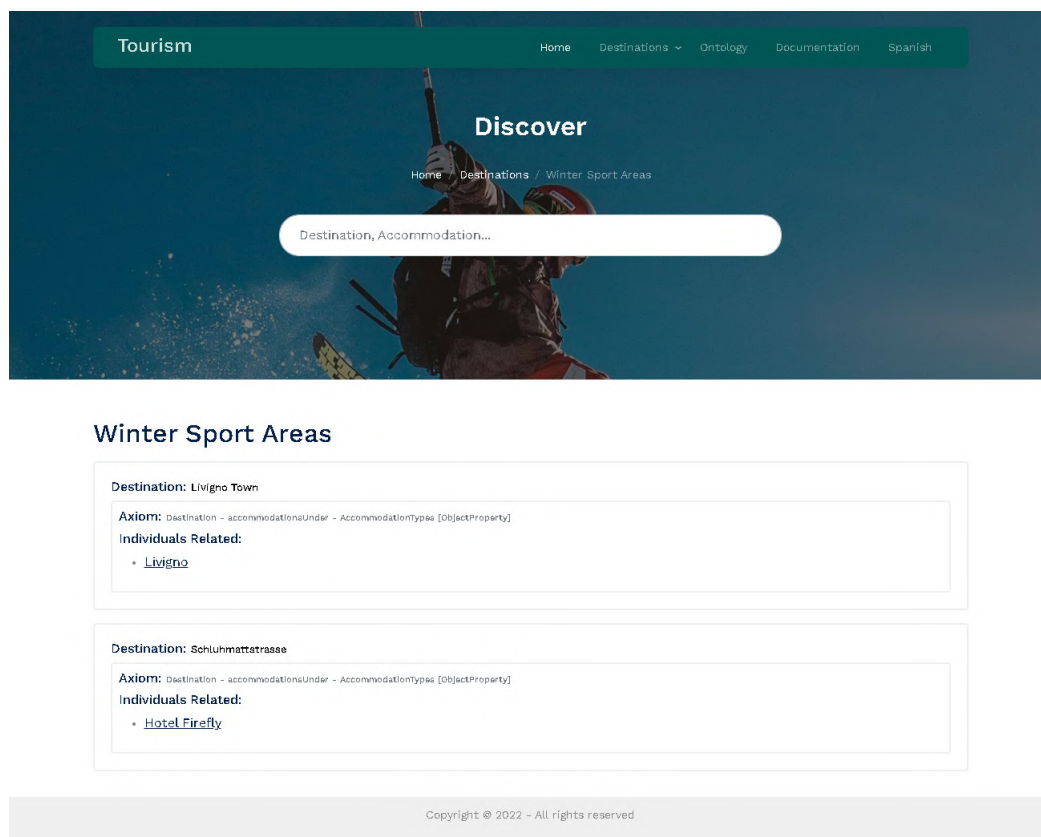 Tourism
Home Destinations Ontology Documentation Spanish
Discover
Home / Destinations / Winter Sport Areas
Destination, Accommodation...
Winter Sport Areas
Destination: Livigno Town
Axiom: Destination - accommodationsUnder - AccommodationTypes [ObjectProperty]
Individuals Related:
• Livigno
Destination: Schluhmattstrasse
Axiom: Destination - accommodationsUnder - AccommodationTypes [ObjectProperty]
Individuals Related:
• Hotel Firefly
Copyright © 2022 - All rights reserved